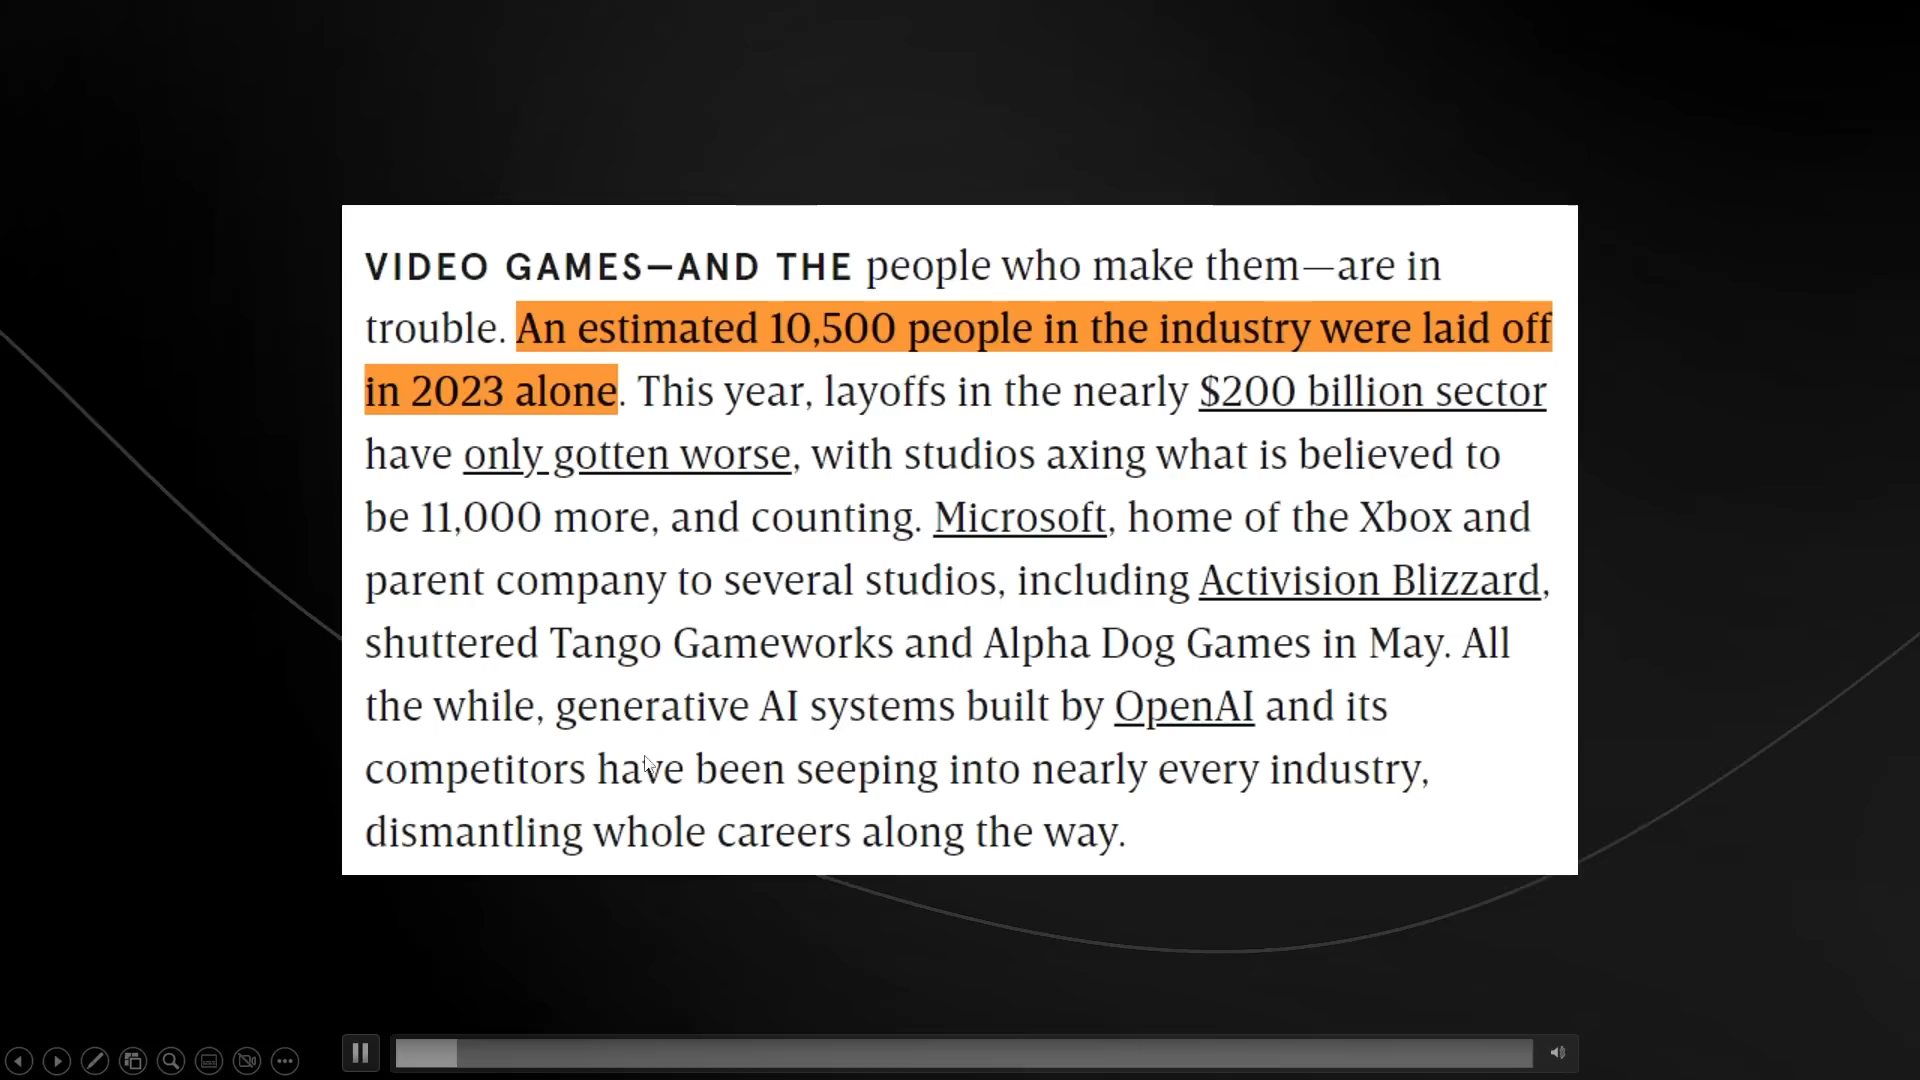 VIDEO GAMES—AND THE people who make them—are in
trouble. An estimated 10,500 people in the industry were laid off
in 2023 alone. This year, layoffs in the nearly $200 billion sector
have only gotten worse, with studios axing what is believed to
be 11,000 more, and counting. Microsoft, home of the Xbox and
parent company to several studios, including Activision Blizzard,
shuttered Tango Gameworks and Alpha Dog Games in May. All
the while, generative AI systems built by OpenAI and its
competitors have been seeping into nearly every industry,
dismantling whole careers along the way.